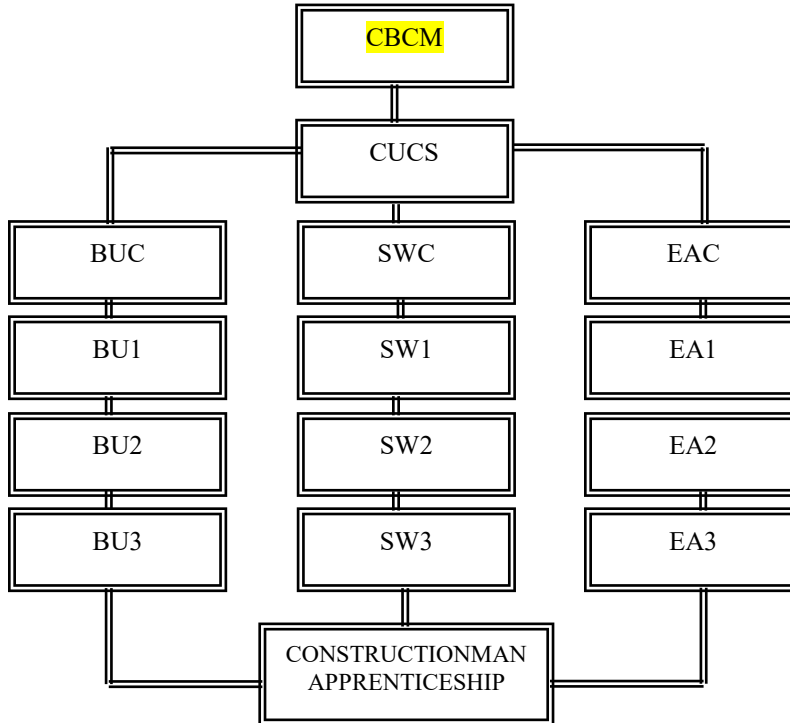 CBCM
CUCS
BUC
SWC
EAC
BU1
SW1
EA1
BU2
SW2
EA2
BU3
SW3
EA3
CONSTRUCTIONMAN
APPRENTICESHIP